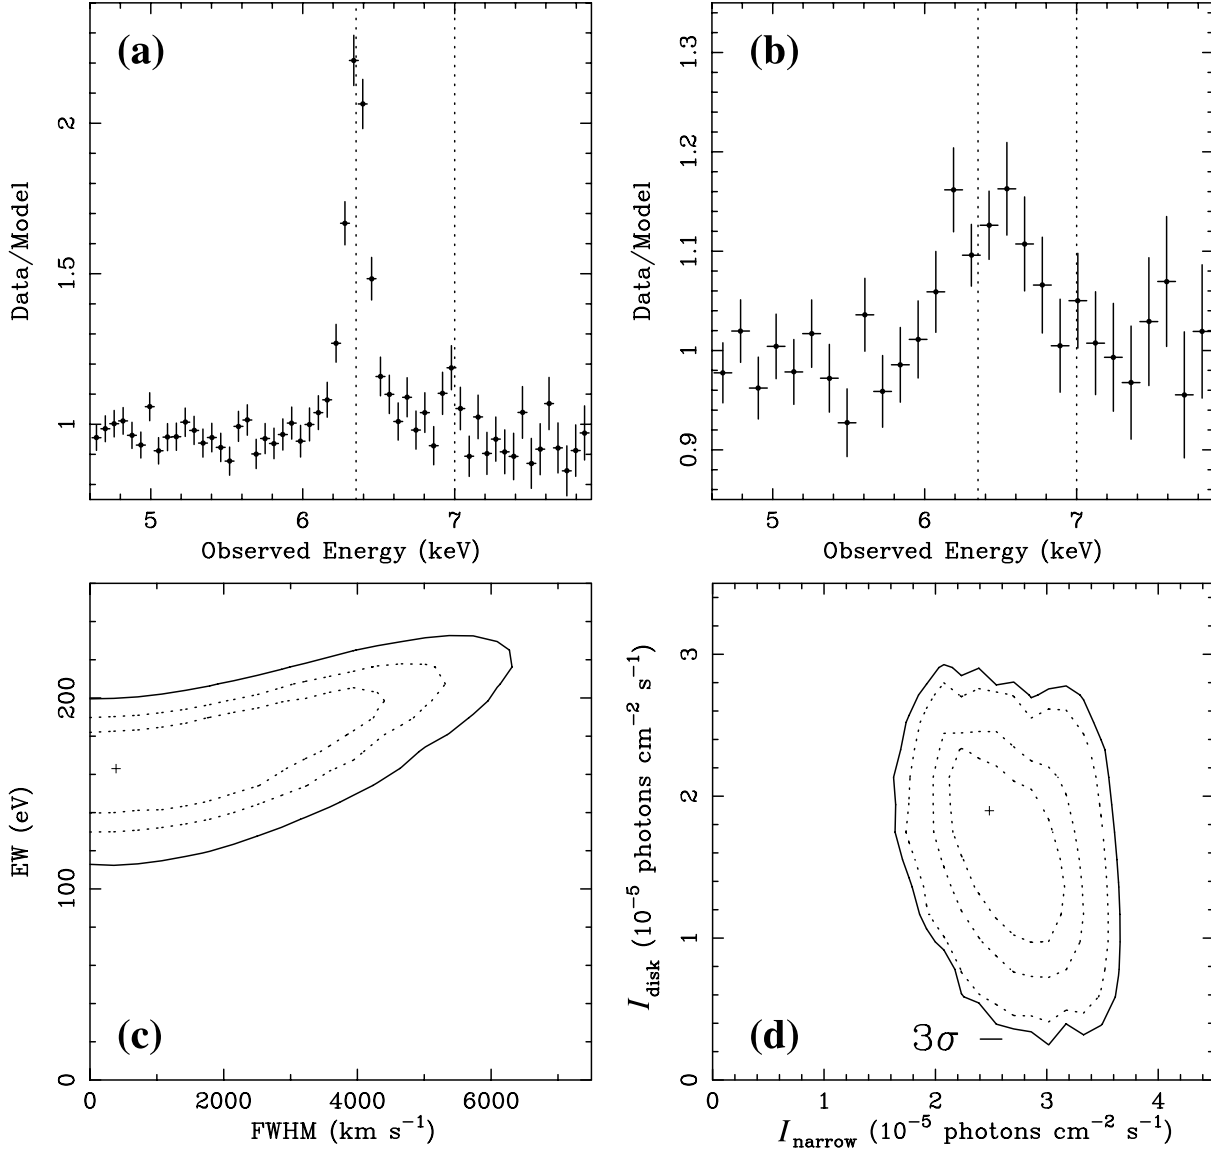 (a)
Data/Model
2
1.5
1
5 6 7
Observed Energy (keV)
(b)
Data/Model
1.3
1.2
1.1
1
0.9
5 6 7
Observed Energy (keV)
(c)
EW (eV)
200
100
0
0 2000 4000 6000
FWHM (km s⁻¹)
(d)
I_disk (10⁻⁵ photons cm⁻² s⁻¹)
3
2
1
0
3σ
0 1 2 3 4
I_narrow (10⁻⁵ photons cm⁻² s⁻¹)